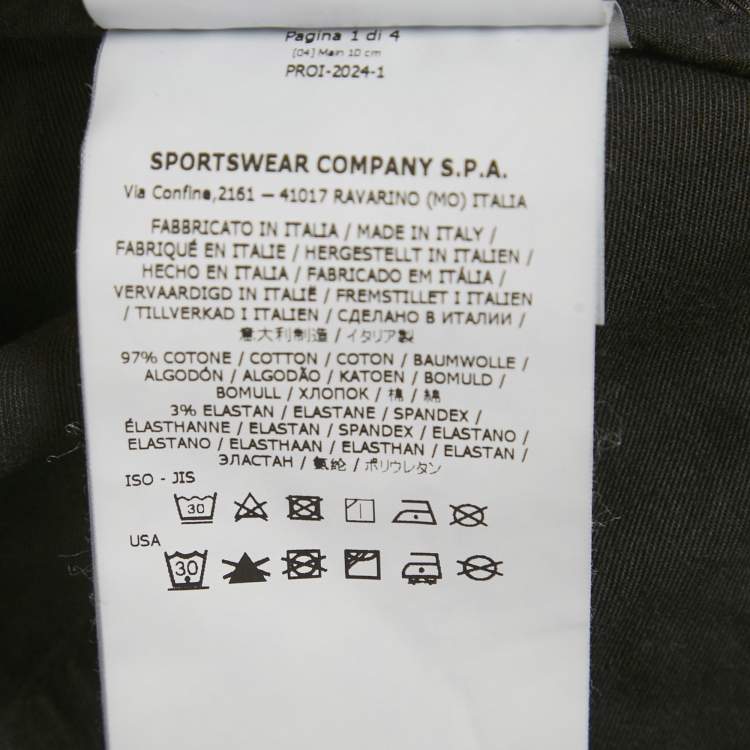 Pagina 1 di 4
[04] Main 10 cm
PROI-2024-1
SPORTSWEAR COMPANY S.P.A.
Via Confine,2161 – 41017 RAVARINO (MO) ITALIA
FABBRICATO IN ITALIA / MADE IN ITALY /
FABRIQUÉ EN ITALIE / HERGESTELLT IN ITALIEN /
HECHO EN ITALIA / FABRICADO EM ITÁLIA /
VERVAARDIGD IN ITALIË / FREMSTILLET I ITALIEN
/ TILLVERKAD I ITALIEN / СДЕЛАНО В ИТАЛИИ /
意大利制造 / イタリア製
97% COTONE / COTTON / COTON / BAUMWOLLE /
ALGODÓN / ALGODÃO / KATOEN / BOMULD /
BOMULL / ХЛОПОК / 棉 / 綿
3% ELASTAN / ELASTANE / SPANDEX /
ÉLASTHANNE / ELASTAN / SPANDEX / ELASTANO /
ELASTANO / ELASTHAAN / ELASTHAN / ELASTAN /
ЭЛАСТАН / 氨纶 / ポリウレタン
ISO - JIS
30
USA
30